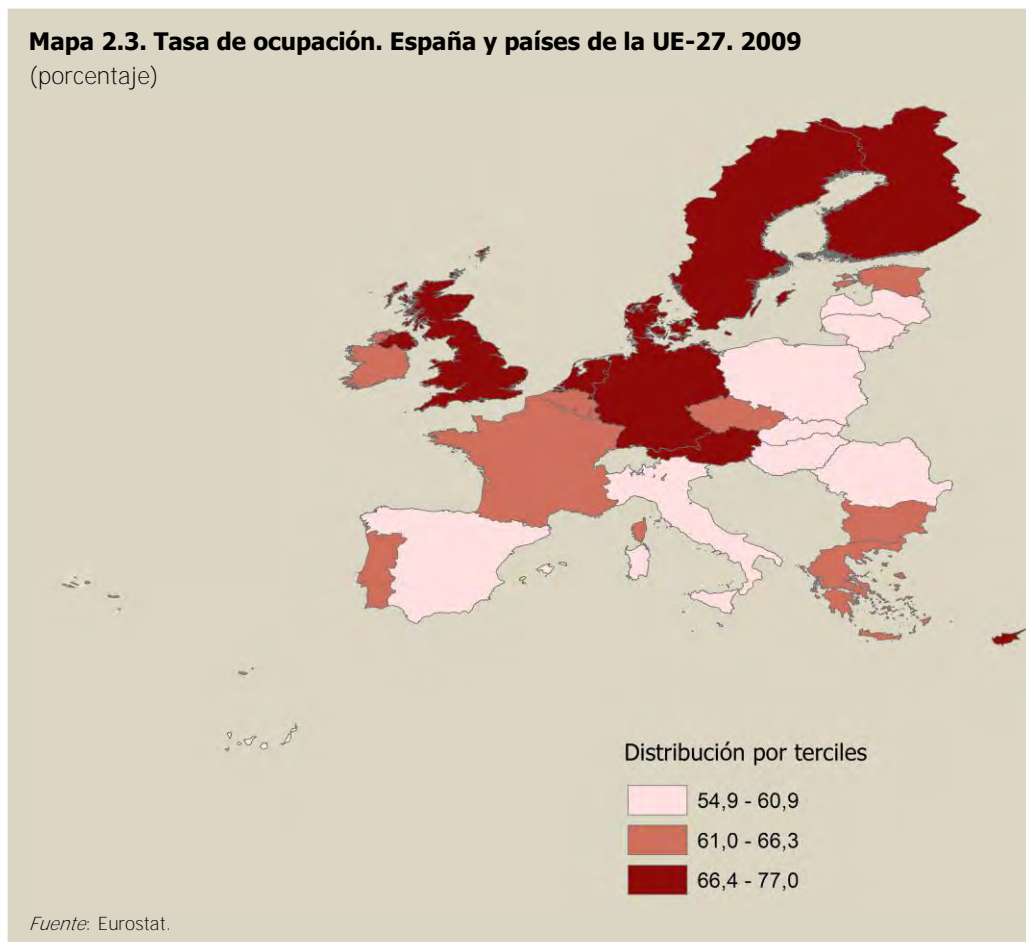 Mapa 2.3. Tasa de ocupación. España y países de la UE-27. 2009
(porcentaje)
Distribución por terciles
54,9 - 60,9
61,0 - 66,3
66,4 - 77,0
Fuente: Eurostat.